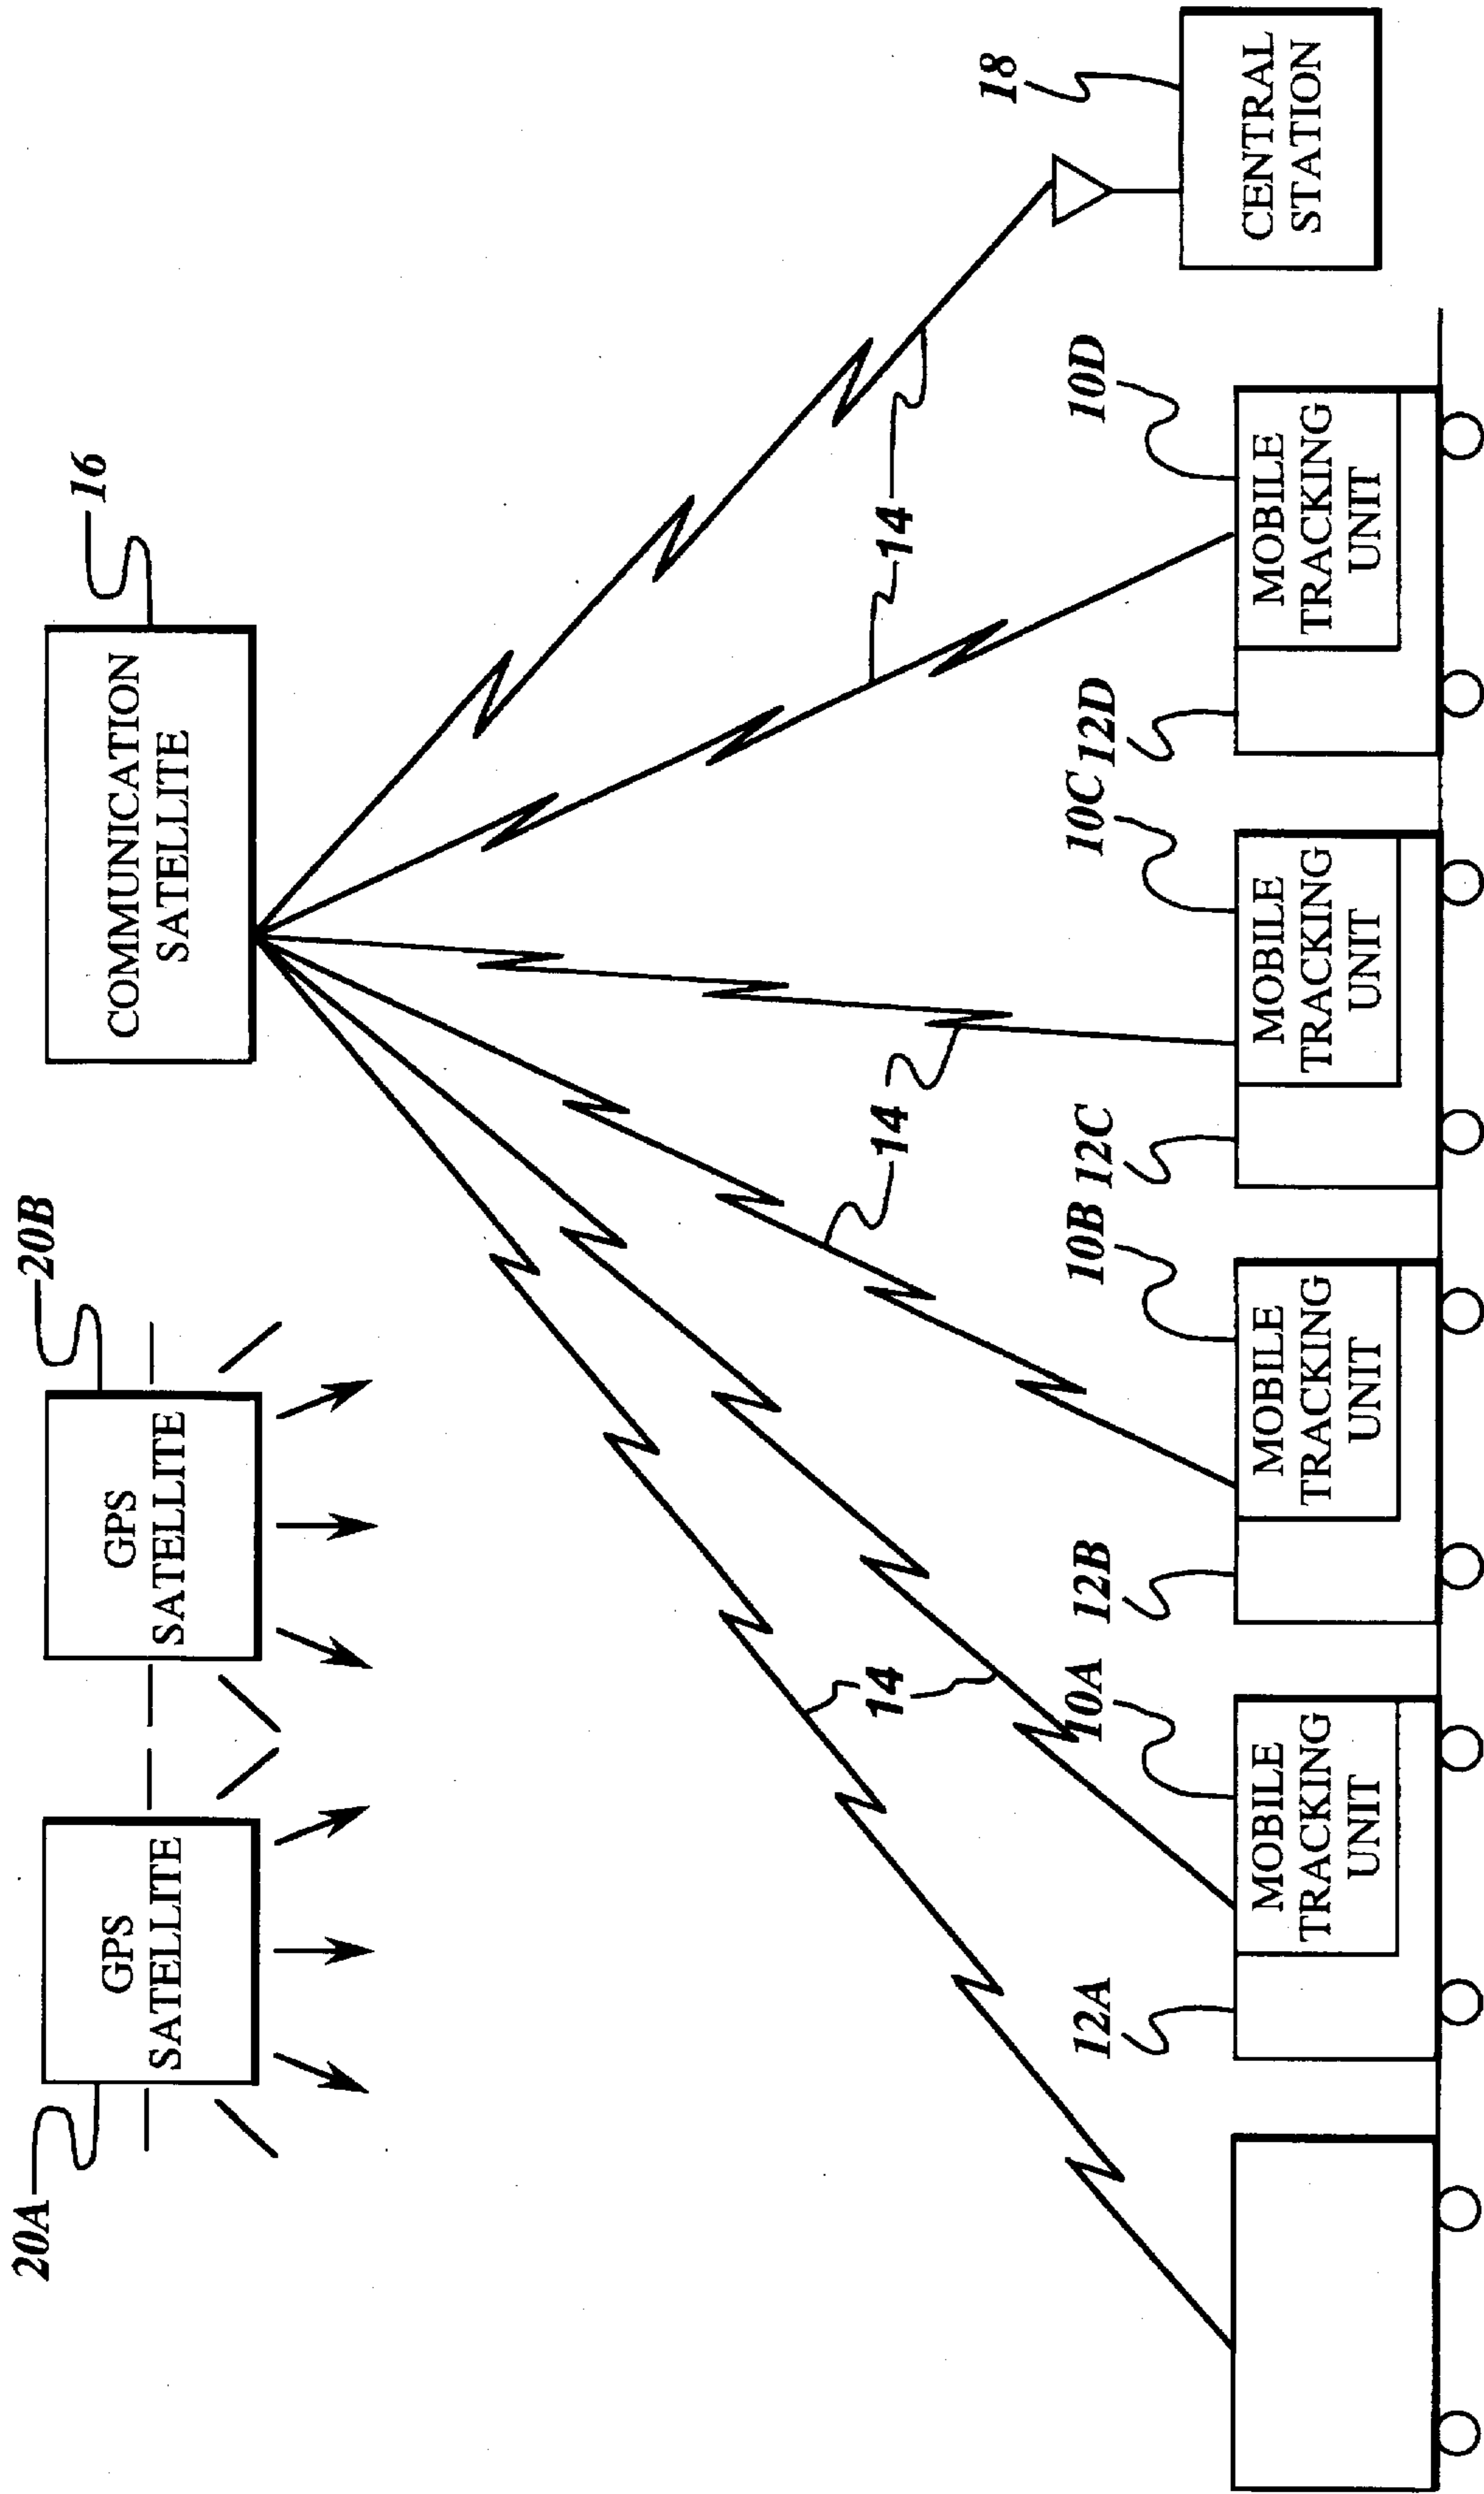 20A
20B
16
GPS
SATELLITE
GPS
SATELLITE
COMMUNICATION
SATELLITE
14
14
14
18
12A
10A
12B
10B
12C
10C
12D
10D
MOBILE
TRACKING
UNIT
MOBILE
TRACKING
UNIT
MOBILE
TRACKING
UNIT
MOBILE
TRACKING
UNIT
CENTRAL
STATION